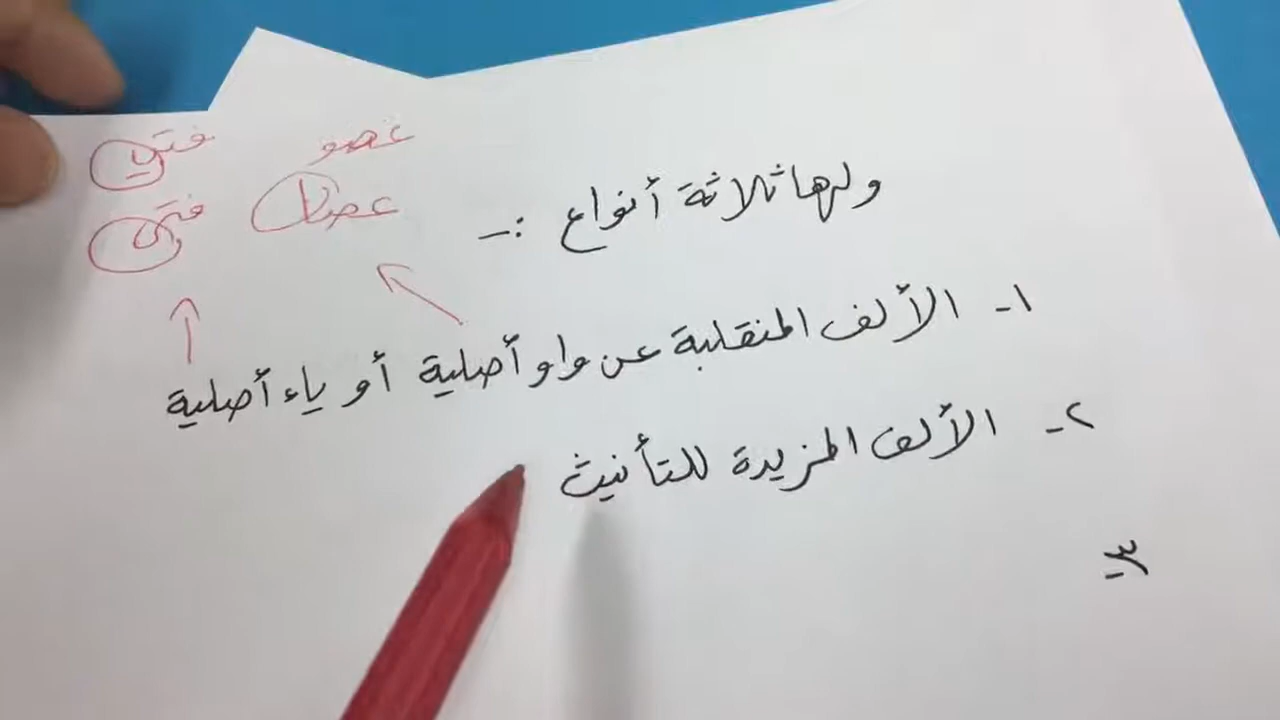 عصو فتي
عصا فتى
ولها ثلاثة أنواع :-
١- الألف المنقلبة عن واو أصلية أو ياء أصلية
٢- الألف المزيدة للتأنيث
٣-